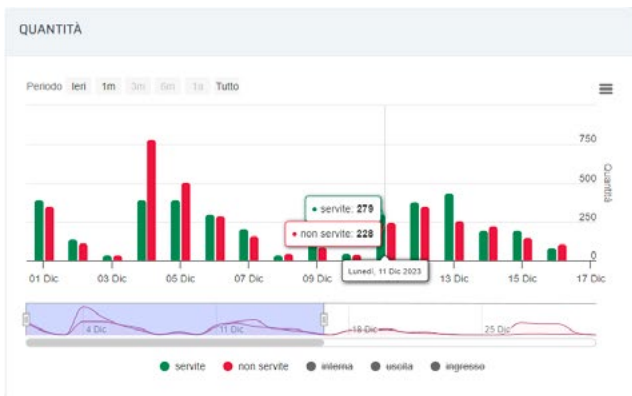 QUANTITÀ
Periodo Ieri 1m 3m 6m 1a Tutto
750
500
250
0
Quantità
servite: 279
non servite: 228
Lunedì, 11 Dic 2023
01 Dic 03 Dic 05 Dic 07 Dic 09 Dic 13 Dic 15 Dic 17 Dic
4 Dic 11 Dic 18 Dic 25 Dic
servite non servite interna uscita ingresso